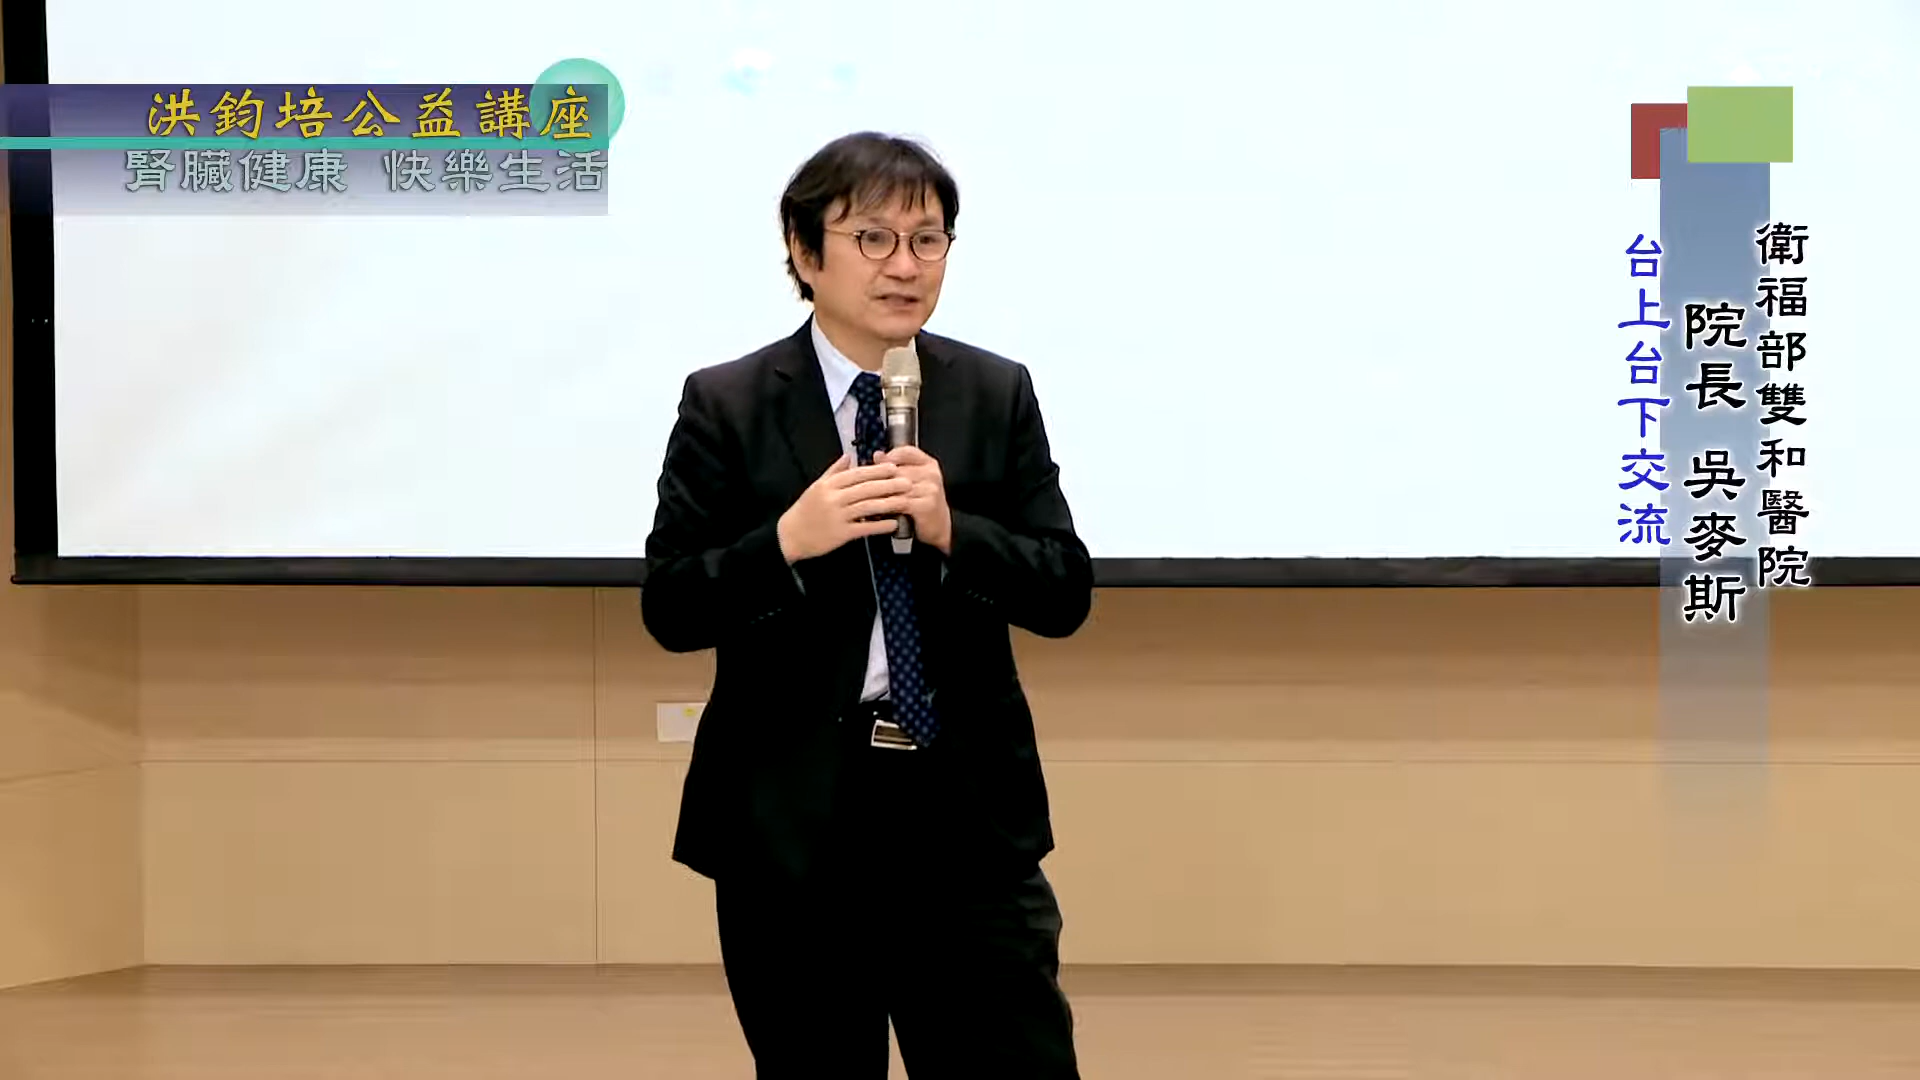 洪鈞培公益講座
腎臟健康 快樂生活
衛福部雙和醫院
院長 吳麥斯
台上台下交流